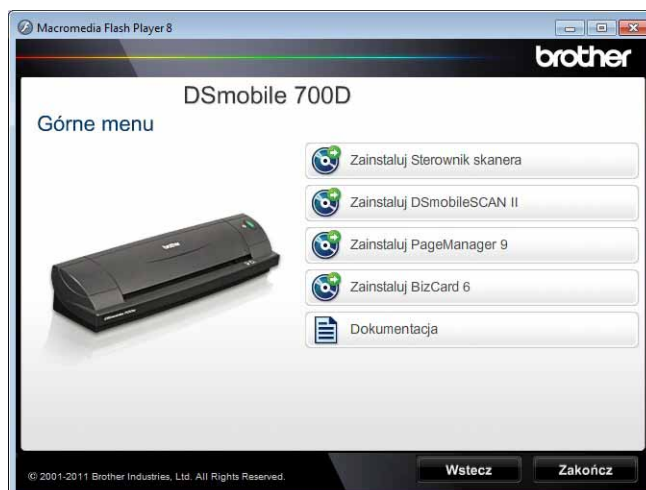 Macromedia Flash Player 8
brother
DSmobile 700D
Górne menu
Zainstaluj Sterownik skanera
Zainstaluj DSmobileSCAN II
Zainstaluj PageManager 9
Zainstaluj BizCard 6
Dokumentacja
brother
© 2001-2011 Brother Industries, Ltd. All Rights Reserved.
Wstecz
Zakończ